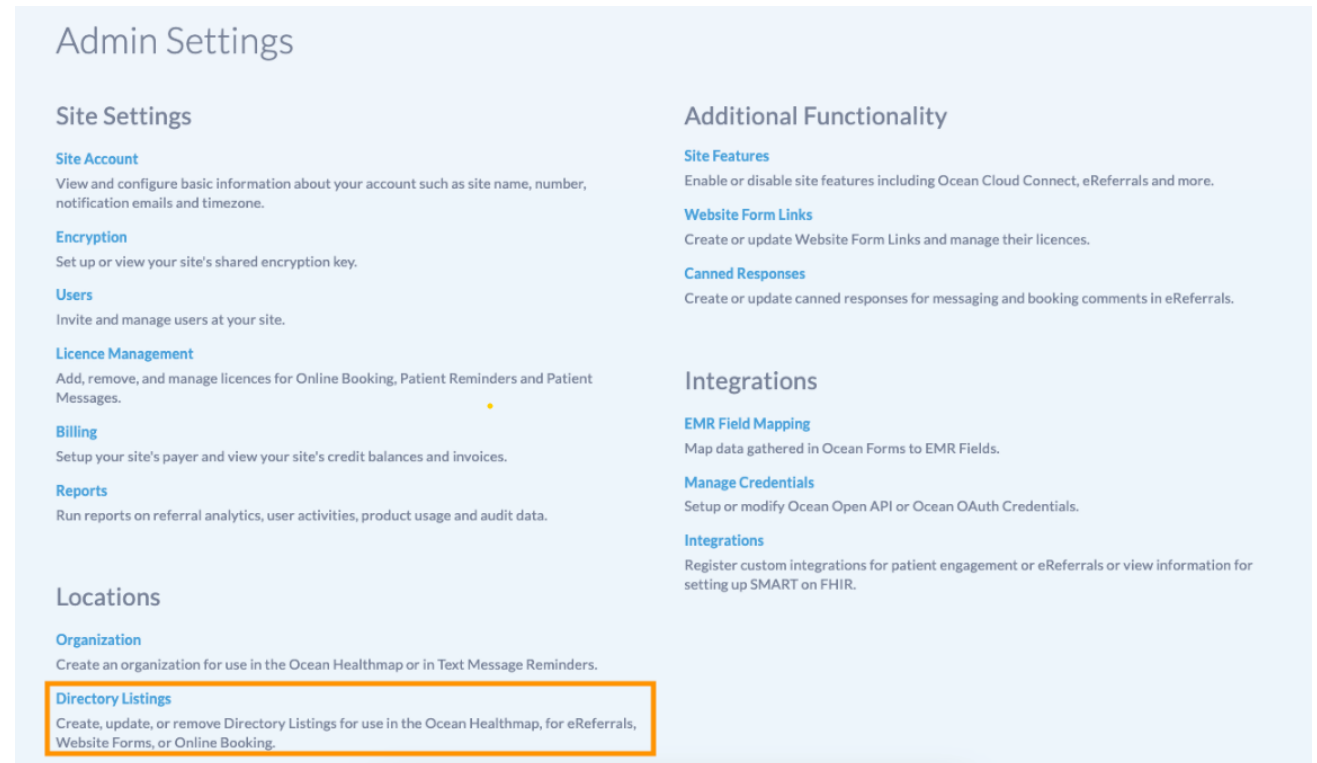 Admin Settings
Site Settings
Site Account
View and configure basic information about your account such as site name, number,
notification emails and timezone.
Encryption
Set up or view your site's shared encryption key.
Users
Invite and manage users at your site.
Licence Management
Add, remove, and manage licences for Online Booking, Patient Reminders and Patient
Messages.
Billing
Setup your site's payer and view your site's credit balances and invoices.
Reports
Run reports on referral analytics, user activities, product usage and audit data.
Locations
Organization
Create an organization for use in the Ocean Healthmap or in Text Message Reminders.
Directory Listings
Create, update, or remove Directory Listings for use in the Ocean Healthmap, for eReferrals,
Website Forms, or Online Booking.
Additional Functionality
Site Features
Enable or disable site features including Ocean Cloud Connect, eReferrals and more.
Website Form Links
Create or update Website Form Links and manage their licences.
Canned Responses
Create or update canned responses for messaging and booking comments in eReferrals.
Integrations
EMR Field Mapping
Map data gathered in Ocean Forms to EMR Fields.
Manage Credentials
Setup or modify Ocean Open API or Ocean OAuth Credentials.
Integrations
Register custom integrations for patient engagement or eReferrals or view information for
setting up SMART on FHIR.